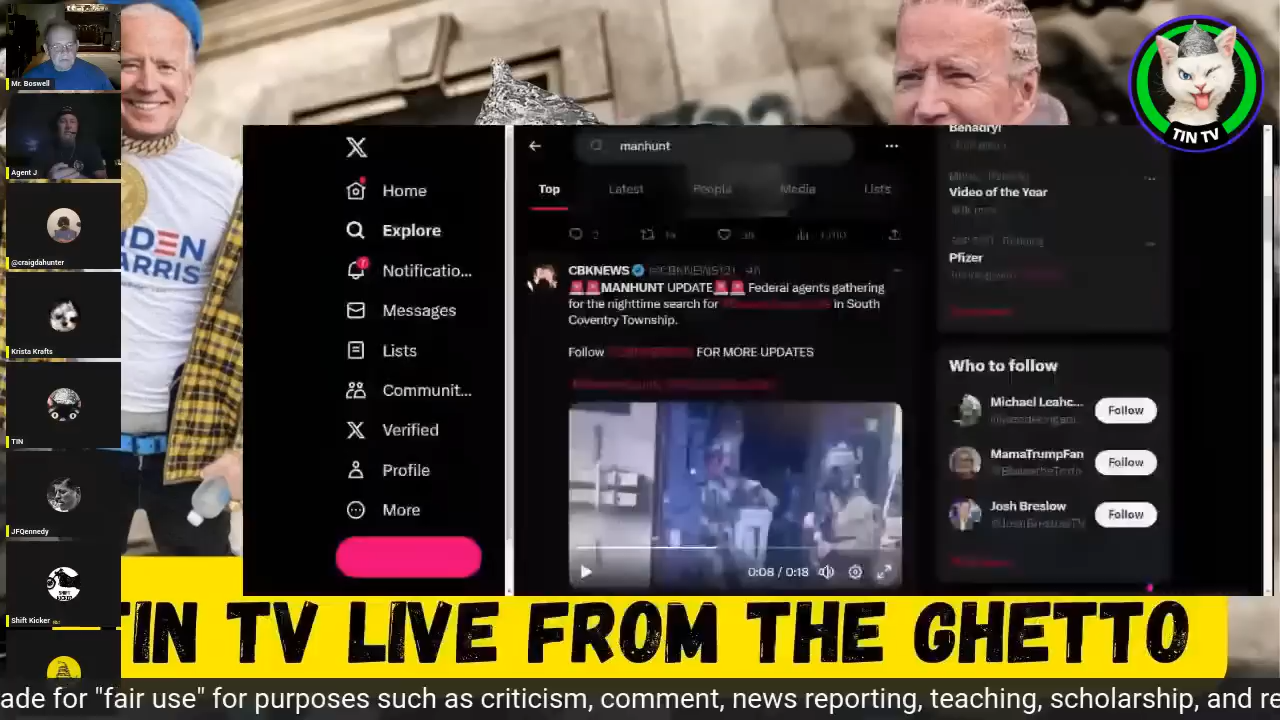 Mr. Boswell
Agent J
@craigdahunter
Krista Krafts
TIN
JFQennedy
Shift Kicker
IDEN
ARRIS
Home
Explore
Notificatio...
Messages
Lists
Communit...
Verified
Profile
More
manhunt
Top
Latest
People
Media
Lists
CBKNEWS
🚨🚨MANHUNT UPDATE🚨🚨 Federal agents gathering
for the nighttime search for
in South
Coventry Township.
Follow
FOR MORE UPDATES
0:08 / 0:18
Benadryl
Video of the Year
Pfizer
Who to follow
Michael Leahc...
Follow
MamaTrumpFan
Follow
Josh Breslow
Follow
TIN TV
TIN TV LIVE FROM THE GHETTO
ade for "fair use" for purposes such as criticism, comment, news reporting, teaching, scholarship, and re